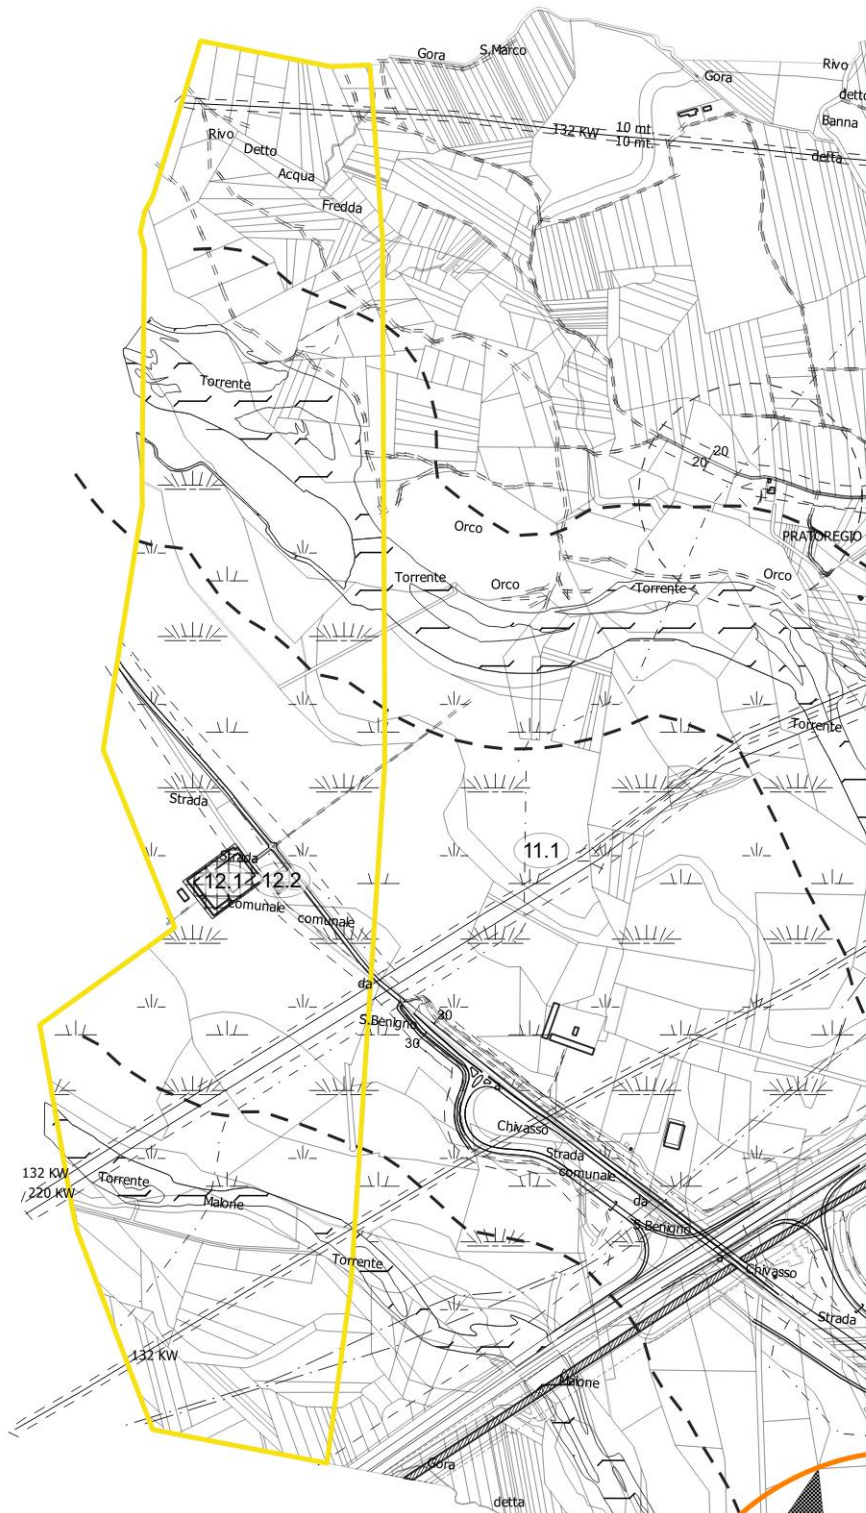 Gora
S.Marco
Gora
Rivo
detto
Banna
132 KW
10 mt.
10 mt.
detta
Rivo
Detto
Acqua
Fredda
Torrente
20
20
Orco
PRATOREGIO
Torrente
Orco
Torrente
Orco
Torrente
Strada
Strada
11.1
12.1
12.2
comunale
comunale
da
S.Benigno
30
30
a
Chivasso
Strada
comunale
132 KW
220 KW
Torrente
Malone
da
S.Benigno
Torrente
a
Chivasso
Strada
132 KW
Malone
Gora
detta